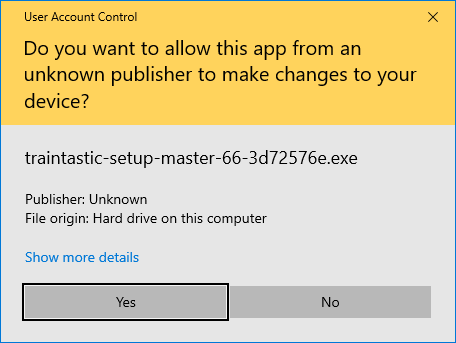 User Account Control
Do you want to allow this app from an
unknown publisher to make changes to your
device?
traintastic-setup-master-66-3d72576e.exe
Publisher: Unknown
File origin: Hard drive on this computer
Show more details
Yes
No